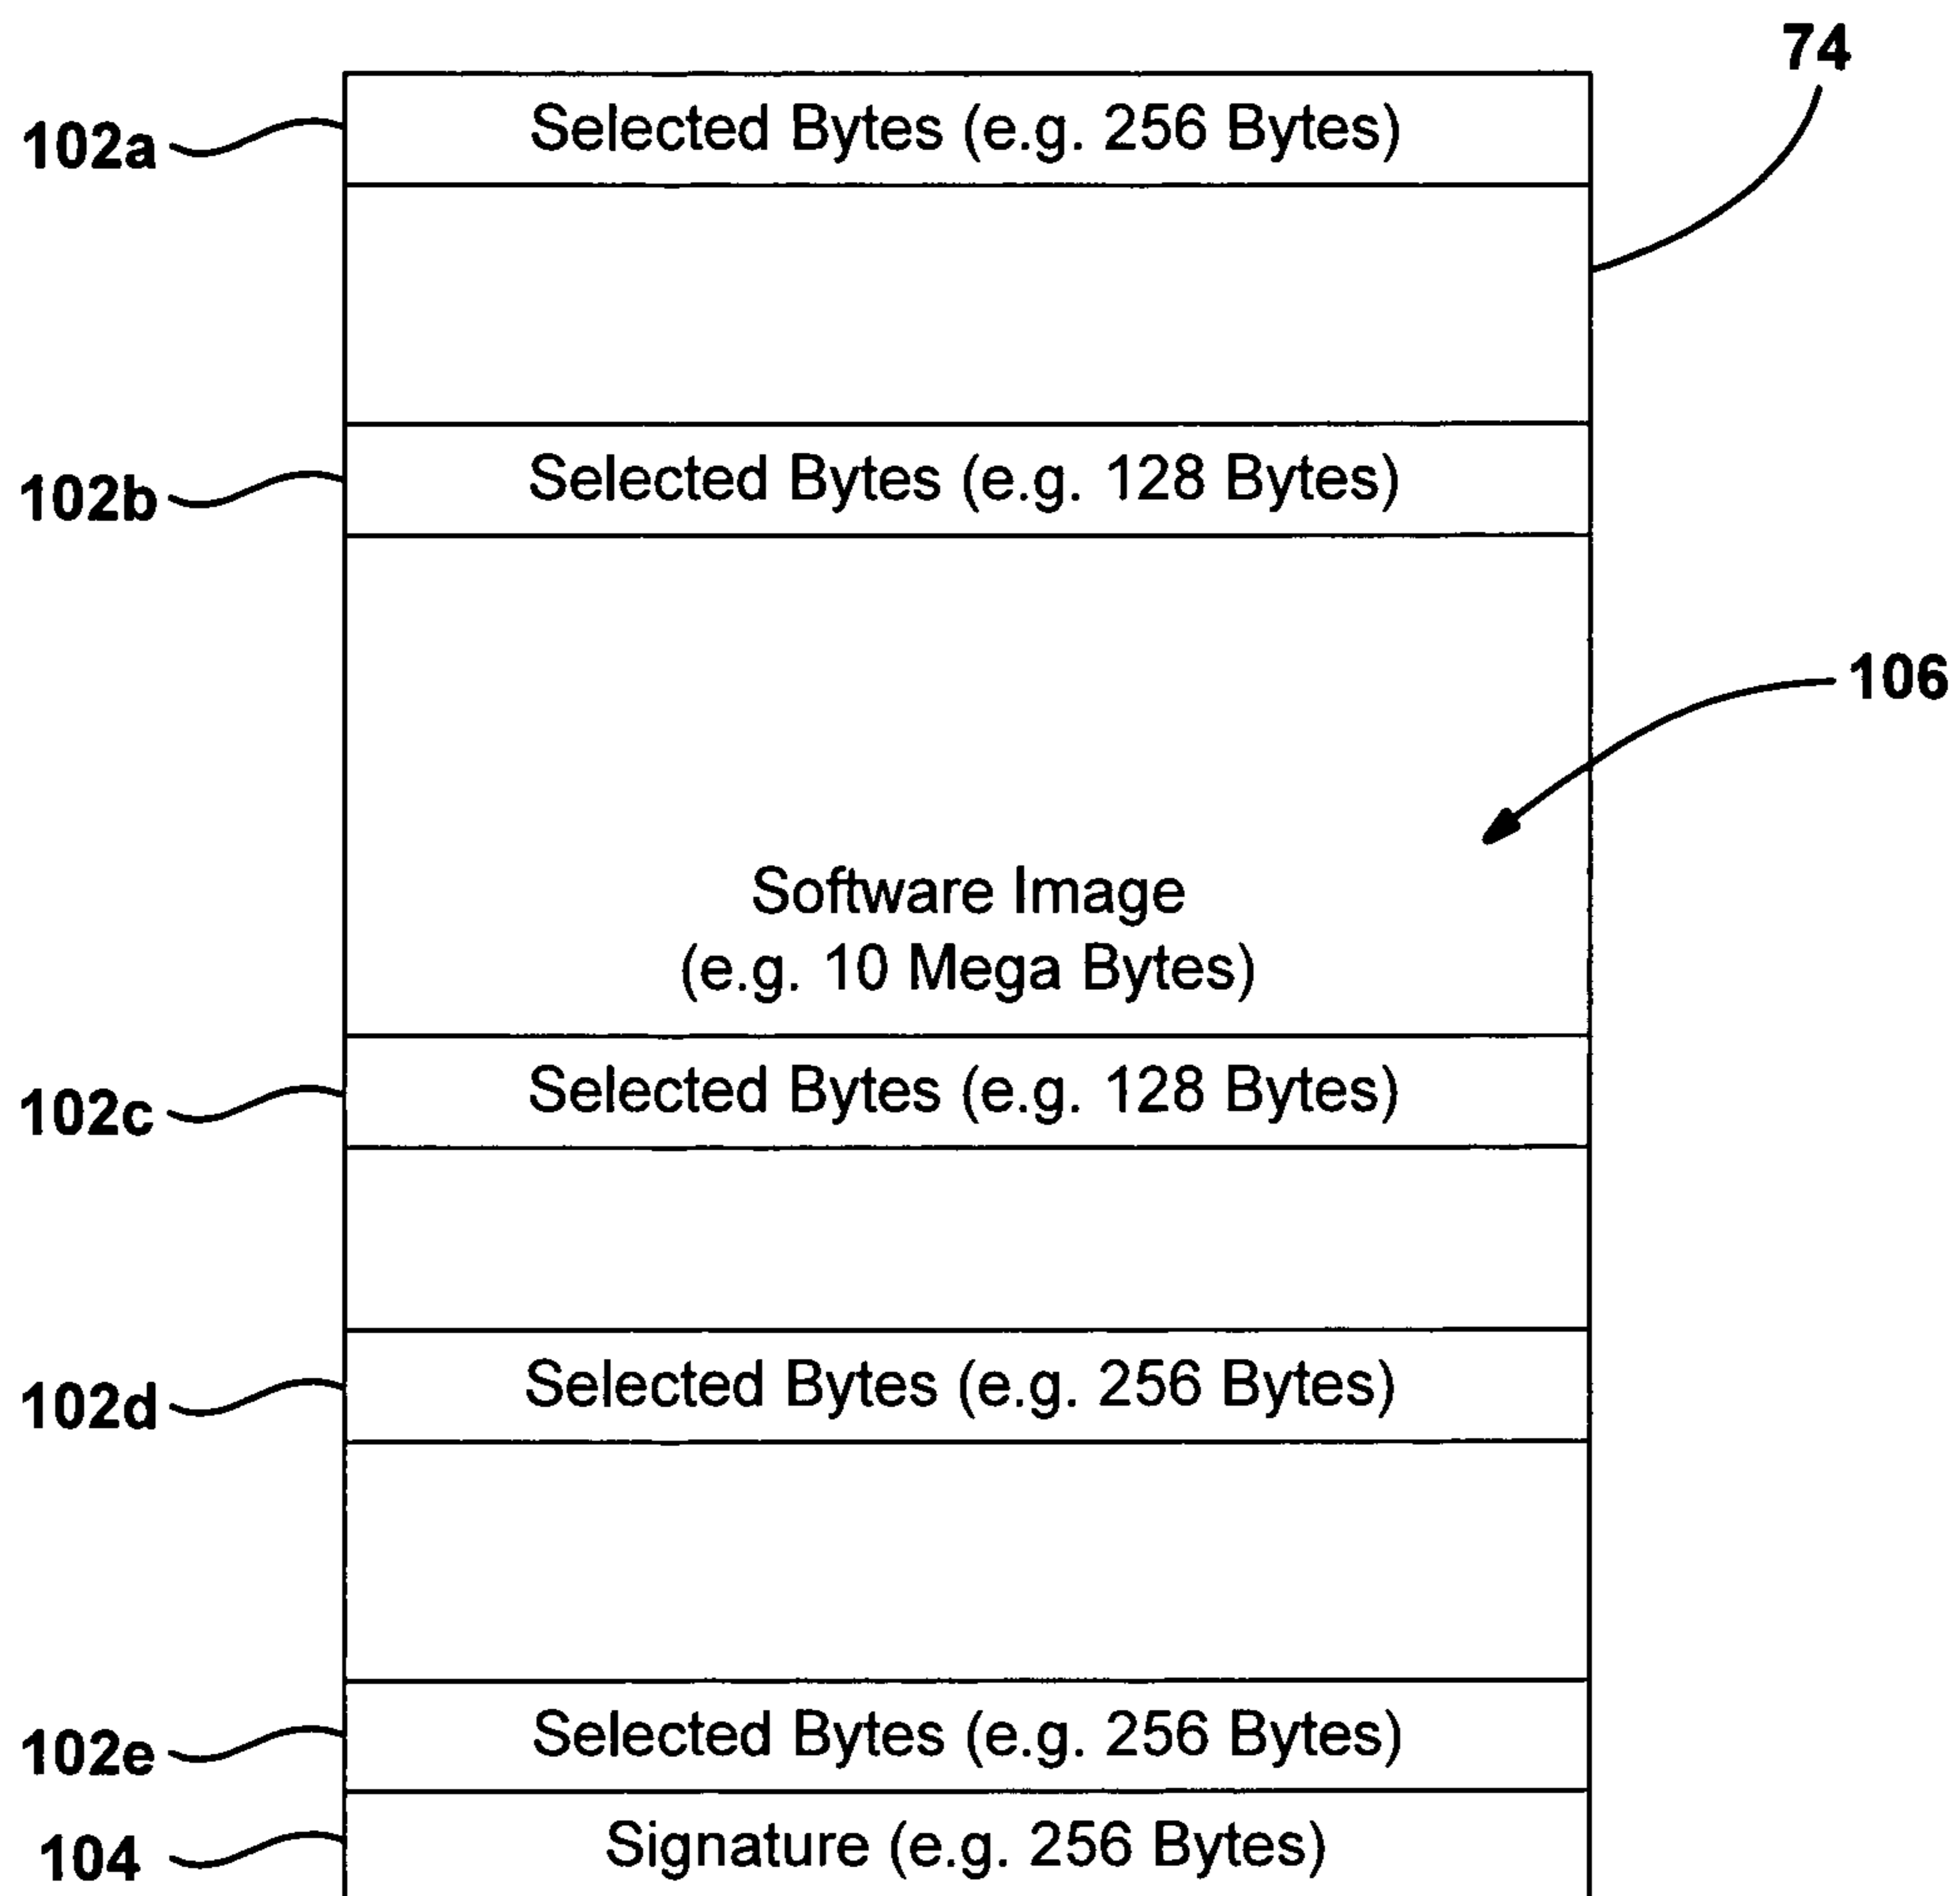 74
102a Selected Bytes (e.g. 256 Bytes)
102b Selected Bytes (e.g. 128 Bytes)
106
Software Image
(e.g. 10 Mega Bytes)
102c Selected Bytes (e.g. 128 Bytes)
102d Selected Bytes (e.g. 256 Bytes)
102e Selected Bytes (e.g. 256 Bytes)
104 Signature (e.g. 256 Bytes)